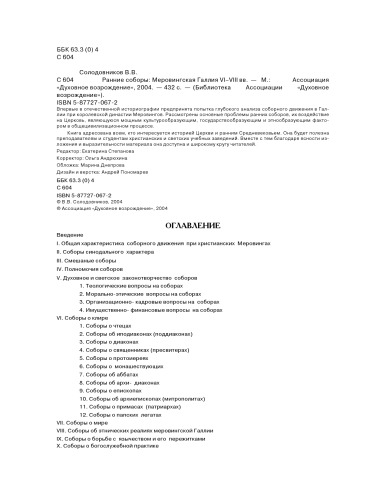 ББК 63.3 (0) 4
С 604
Солодовников В.В.
С 604 Ранние соборы: Меровингская Галлия VI–VIII вв. — М.: Ассоциация
«Духовное возрождение», 2004. — 432 с. — (Библиотека Ассоциации «Духовное
возрождение»).
ISBN 5-87727-067-2
Впервые в отечественной историографии предпринята попытка глубокого анализа соборного движения в Гал-
лии при королевской династии Меровингов. Рассмотрены основные проблемы ранних соборов, их воздействие
на Церковь, являющуюся мощным культуробразующим, государствообразующим и этнообразующим факто-
ром и общецивилизационном процессе.
Книга адресована всем, кто интересуется историей Церкви и ранним Средневековьем. Она будет полезна
преподавателям и студентам христианских и светских учебных заведений. Вместе с тем благодаря ясности из-
ложения и выразительности материала она доступна и широкому кругу читателей.
Редактор: Екатерина Степанова
Корректор: Ольга Андрюхина
Обложка: Марина Днепрова
Дизайн и верстка: Андрей Пономарев
ББК 63.3 (0) 4
С 604
ISBN 5-87727-067-2
© В.В. Солодовников, 2004
© Ассоциация «Духовное возрождение», 2004
ОГЛАВЛЕНИЕ
Введение
I. Общая характеристика соборного движения при христианских Меровингах
II. Соборы синодального характера
III. Смешаные соборы
IV. Полномочия соборов
V. Духовное и светское законотворчество соборов
1. Теологические вопросы на соборах
2. Морально-этические вопросы на соборах
3. Организационно- кадровые вопросы на соборах
4. Имущественно- финансовые вопросы на соборах
VI. Соборы о клире
1. Соборы о чтецах
2. Соборы об иподиаконах (поддиаконах)
3. Соборы о диаконах
4. Соборы о священниках (пресвитерах)
5. Соборы о протоиереях
6. Соборы о монашествующих
7. Соборы об аббатах
8. Соборы об архи- диаконах
9. Соборы о епископах
10. Соборы об архиепископах (митрополитах)
11. Соборы о примасах (патриархах)
12. Соборы о папских легатах
VII. Соборы о мире
VIII. Соборы об этнических реалиях меровингской Галлии
IX. Соборы о борьбе с язычеством и его пережитками
X. Соборы о богослужебной практике